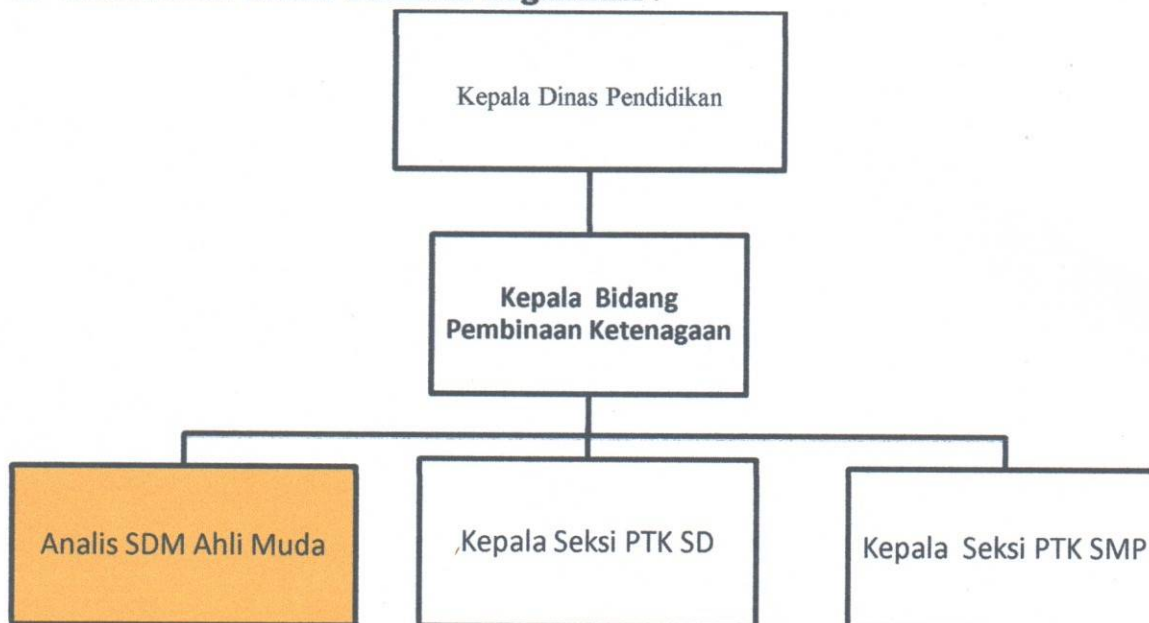 Kepala Dinas Pendidikan
Kepala Bidang
Pembinaan Ketenagaan
Analis SDM Ahli Muda
Kepala Seksi PTK SD
Kepala Seksi PTK SMP